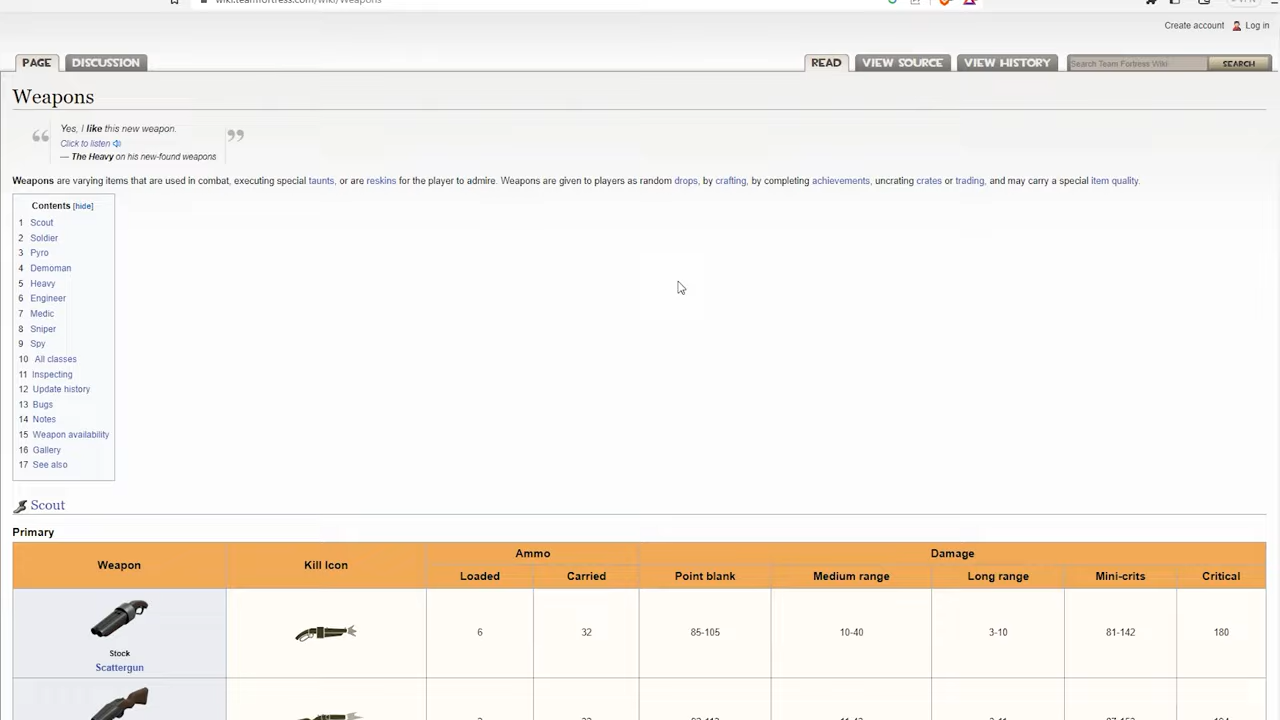 wiki.teamfortress.com/wiki/Weapons
Create account Log in
PAGE DISCUSSION READ VIEW SOURCE VIEW HISTORY Search Team Fortress Wiki SEARCH
Weapons
“ Yes, I like this new weapon. ”
Click to listen
— The Heavy on his new-found weapons
Weapons are varying items that are used in combat, executing special taunts, or are reskins for the player to admire. Weapons are given to players as random drops, by crafting, by completing achievements, uncrating crates or trading, and may carry a special item quality.
Contents [hide]
1 Scout
2 Soldier
3 Pyro
4 Demoman
5 Heavy
6 Engineer
7 Medic
8 Sniper
9 Spy
10 All classes
11 Inspecting
12 Update history
13 Bugs
14 Notes
15 Weapon availability
16 Gallery
17 See also
Scout
Primary
Weapon Kill Icon Ammo Damage
Loaded Carried Point blank Medium range Long range Mini-crits Critical
6 32 85-105 10-40 3-10 81-142 180
Stock
Scattergun